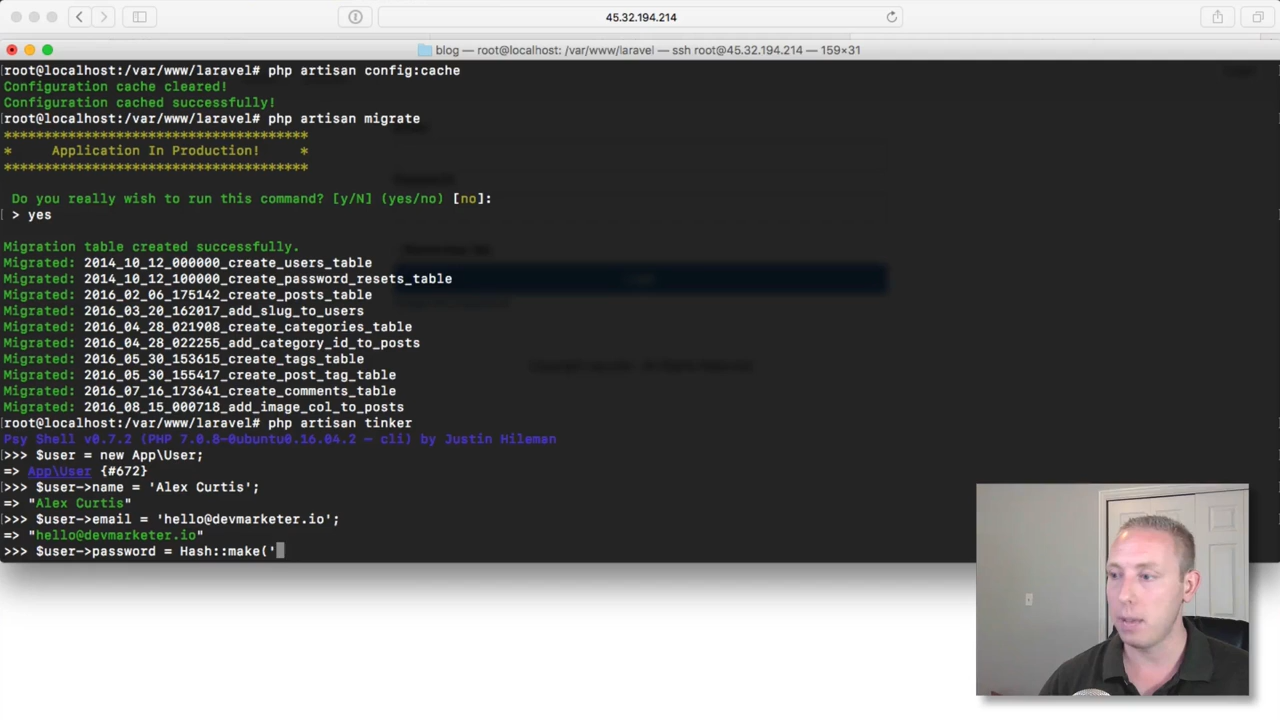 45.32.194.214
blog — root@localhost: /var/www/laravel — ssh root@45.32.194.214 — 159×31
[root@localhost:/var/www/laravel# php artisan config:cache
Configuration cache cleared!
Configuration cached successfully!
[root@localhost:/var/www/laravel# php artisan migrate
**************************************
*     Application In Production!     *
**************************************
Do you really wish to run this command? [y/N] (yes/no) [no]:
[ > yes
Migration table created successfully.
Migrated: 2014_10_12_000000_create_users_table
Migrated: 2014_10_12_100000_create_password_resets_table
Migrated: 2016_02_06_175142_create_posts_table
Migrated: 2016_03_20_162017_add_slug_to_users
Migrated: 2016_04_28_021908_create_categories_table
Migrated: 2016_04_28_022255_add_category_id_to_posts
Migrated: 2016_05_30_153615_create_tags_table
Migrated: 2016_05_30_155417_create_post_tag_table
Migrated: 2016_07_16_173641_create_comments_table
Migrated: 2016_08_15_000718_add_image_col_to_posts
[root@localhost:/var/www/laravel# php artisan tinker
Psy Shell v0.7.2 (PHP 7.0.8-0ubuntu0.16.04.2 — cli) by Justin Hileman
[>>> $user = new App\User;
=> App\User {#672}
[>>> $user->name = 'Alex Curtis';
=> "Alex Curtis"
[>>> $user->email = 'hello@devmarketer.io';
=> "hello@devmarketer.io"
>>> $user->password = Hash::make('